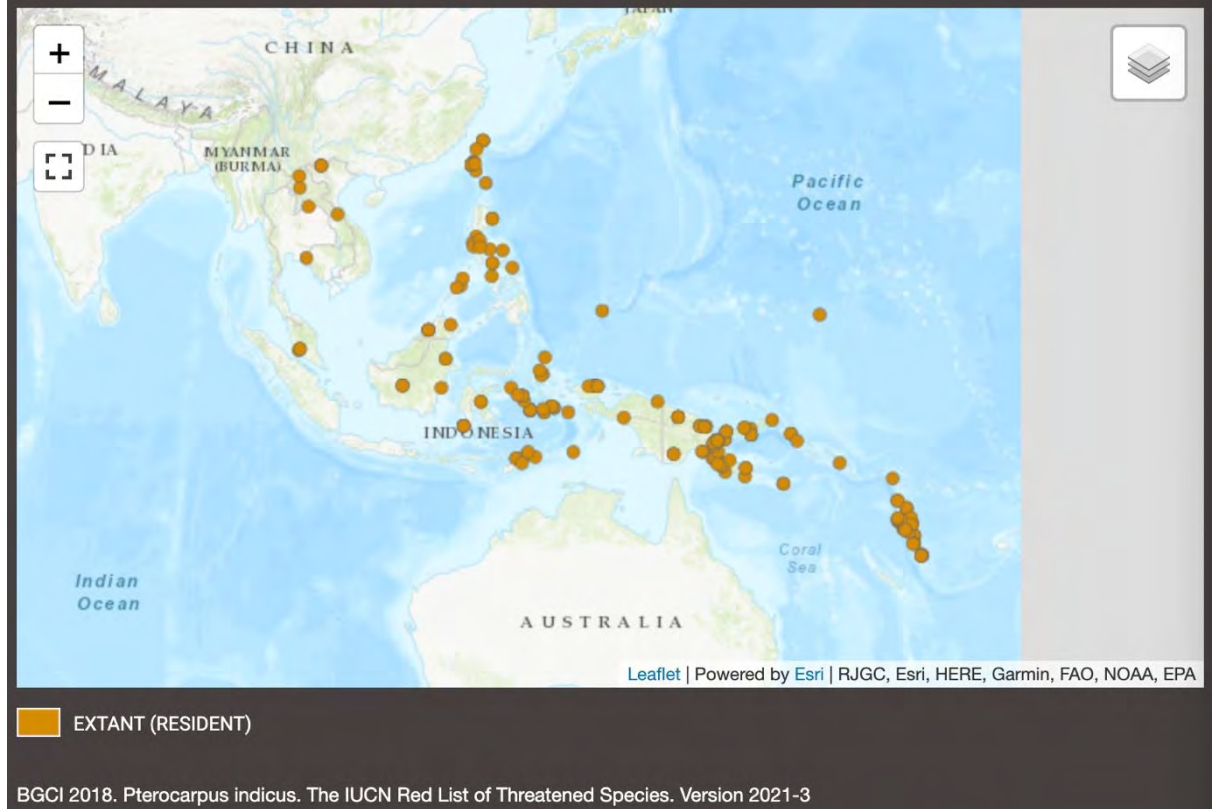 JAPAN
+
CHINA
−
MALAYA
DIA
MYANMAR
(BURMA)
Pacific
Ocean
INDONESIA
Coral
Sea
Indian
Ocean
AUSTRALIA
Leaflet | Powered by Esri | RJGC, Esri, HERE, Garmin, FAO, NOAA, EPA
EXTANT (RESIDENT)
BGCI 2018. Pterocarpus indicus. The IUCN Red List of Threatened Species. Version 2021-3